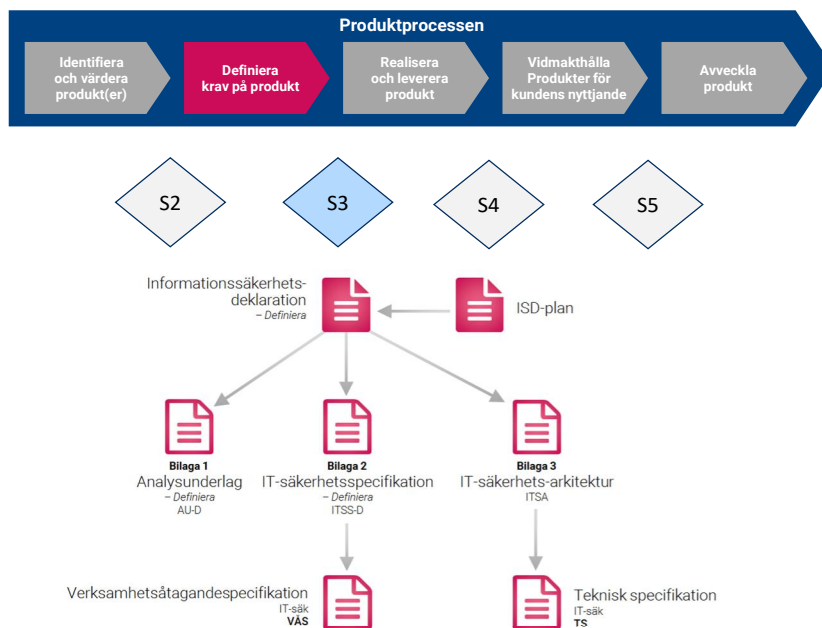 Produktprocessen
Identifiera
och värdera
produkt(er)
Definiera
krav på produkt
Realisera
och leverera
produkt
Vidmakthålla
Produkter för
kundens nyttjande
Avveckla
produkt
S2
S3
S4
S5
Informationssäkerhets-
deklaration
– Definiera
ISD-plan
Bilaga 1
Analysunderlag
– Definiera
AU-D
Bilaga 2
IT-säkerhetsspecifikation
– Definiera
ITSS-D
Bilaga 3
IT-säkerhets-arkitektur
ITSA
Verksamhetsåtagandespecifikation
IT-säk
VÅS
Teknisk specifikation
IT-säk
TS